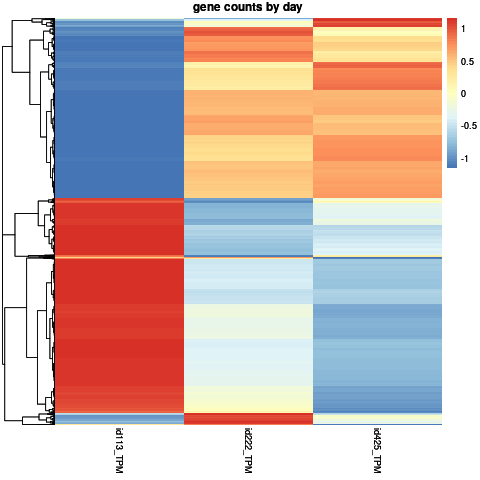 gene counts by day
1
0.5
0
-0.5
-1
id113_TPM
id222_TPM
id425_TPM